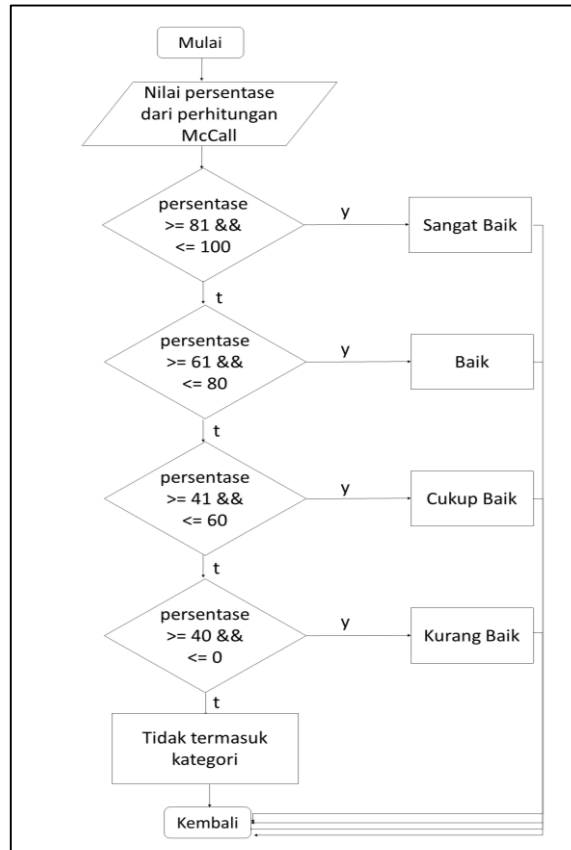 Mulai
Nilai persentase
dari perhitungan
McCall
persentase
>= 81 &&
<= 100
y
Sangat Baik
t
persentase
>= 61 &&
<= 80
y
Baik
t
persentase
>= 41 &&
<= 60
y
Cukup Baik
t
persentase
>= 40 &&
<= 0
y
Kurang Baik
t
Tidak termasuk
kategori
Kembali